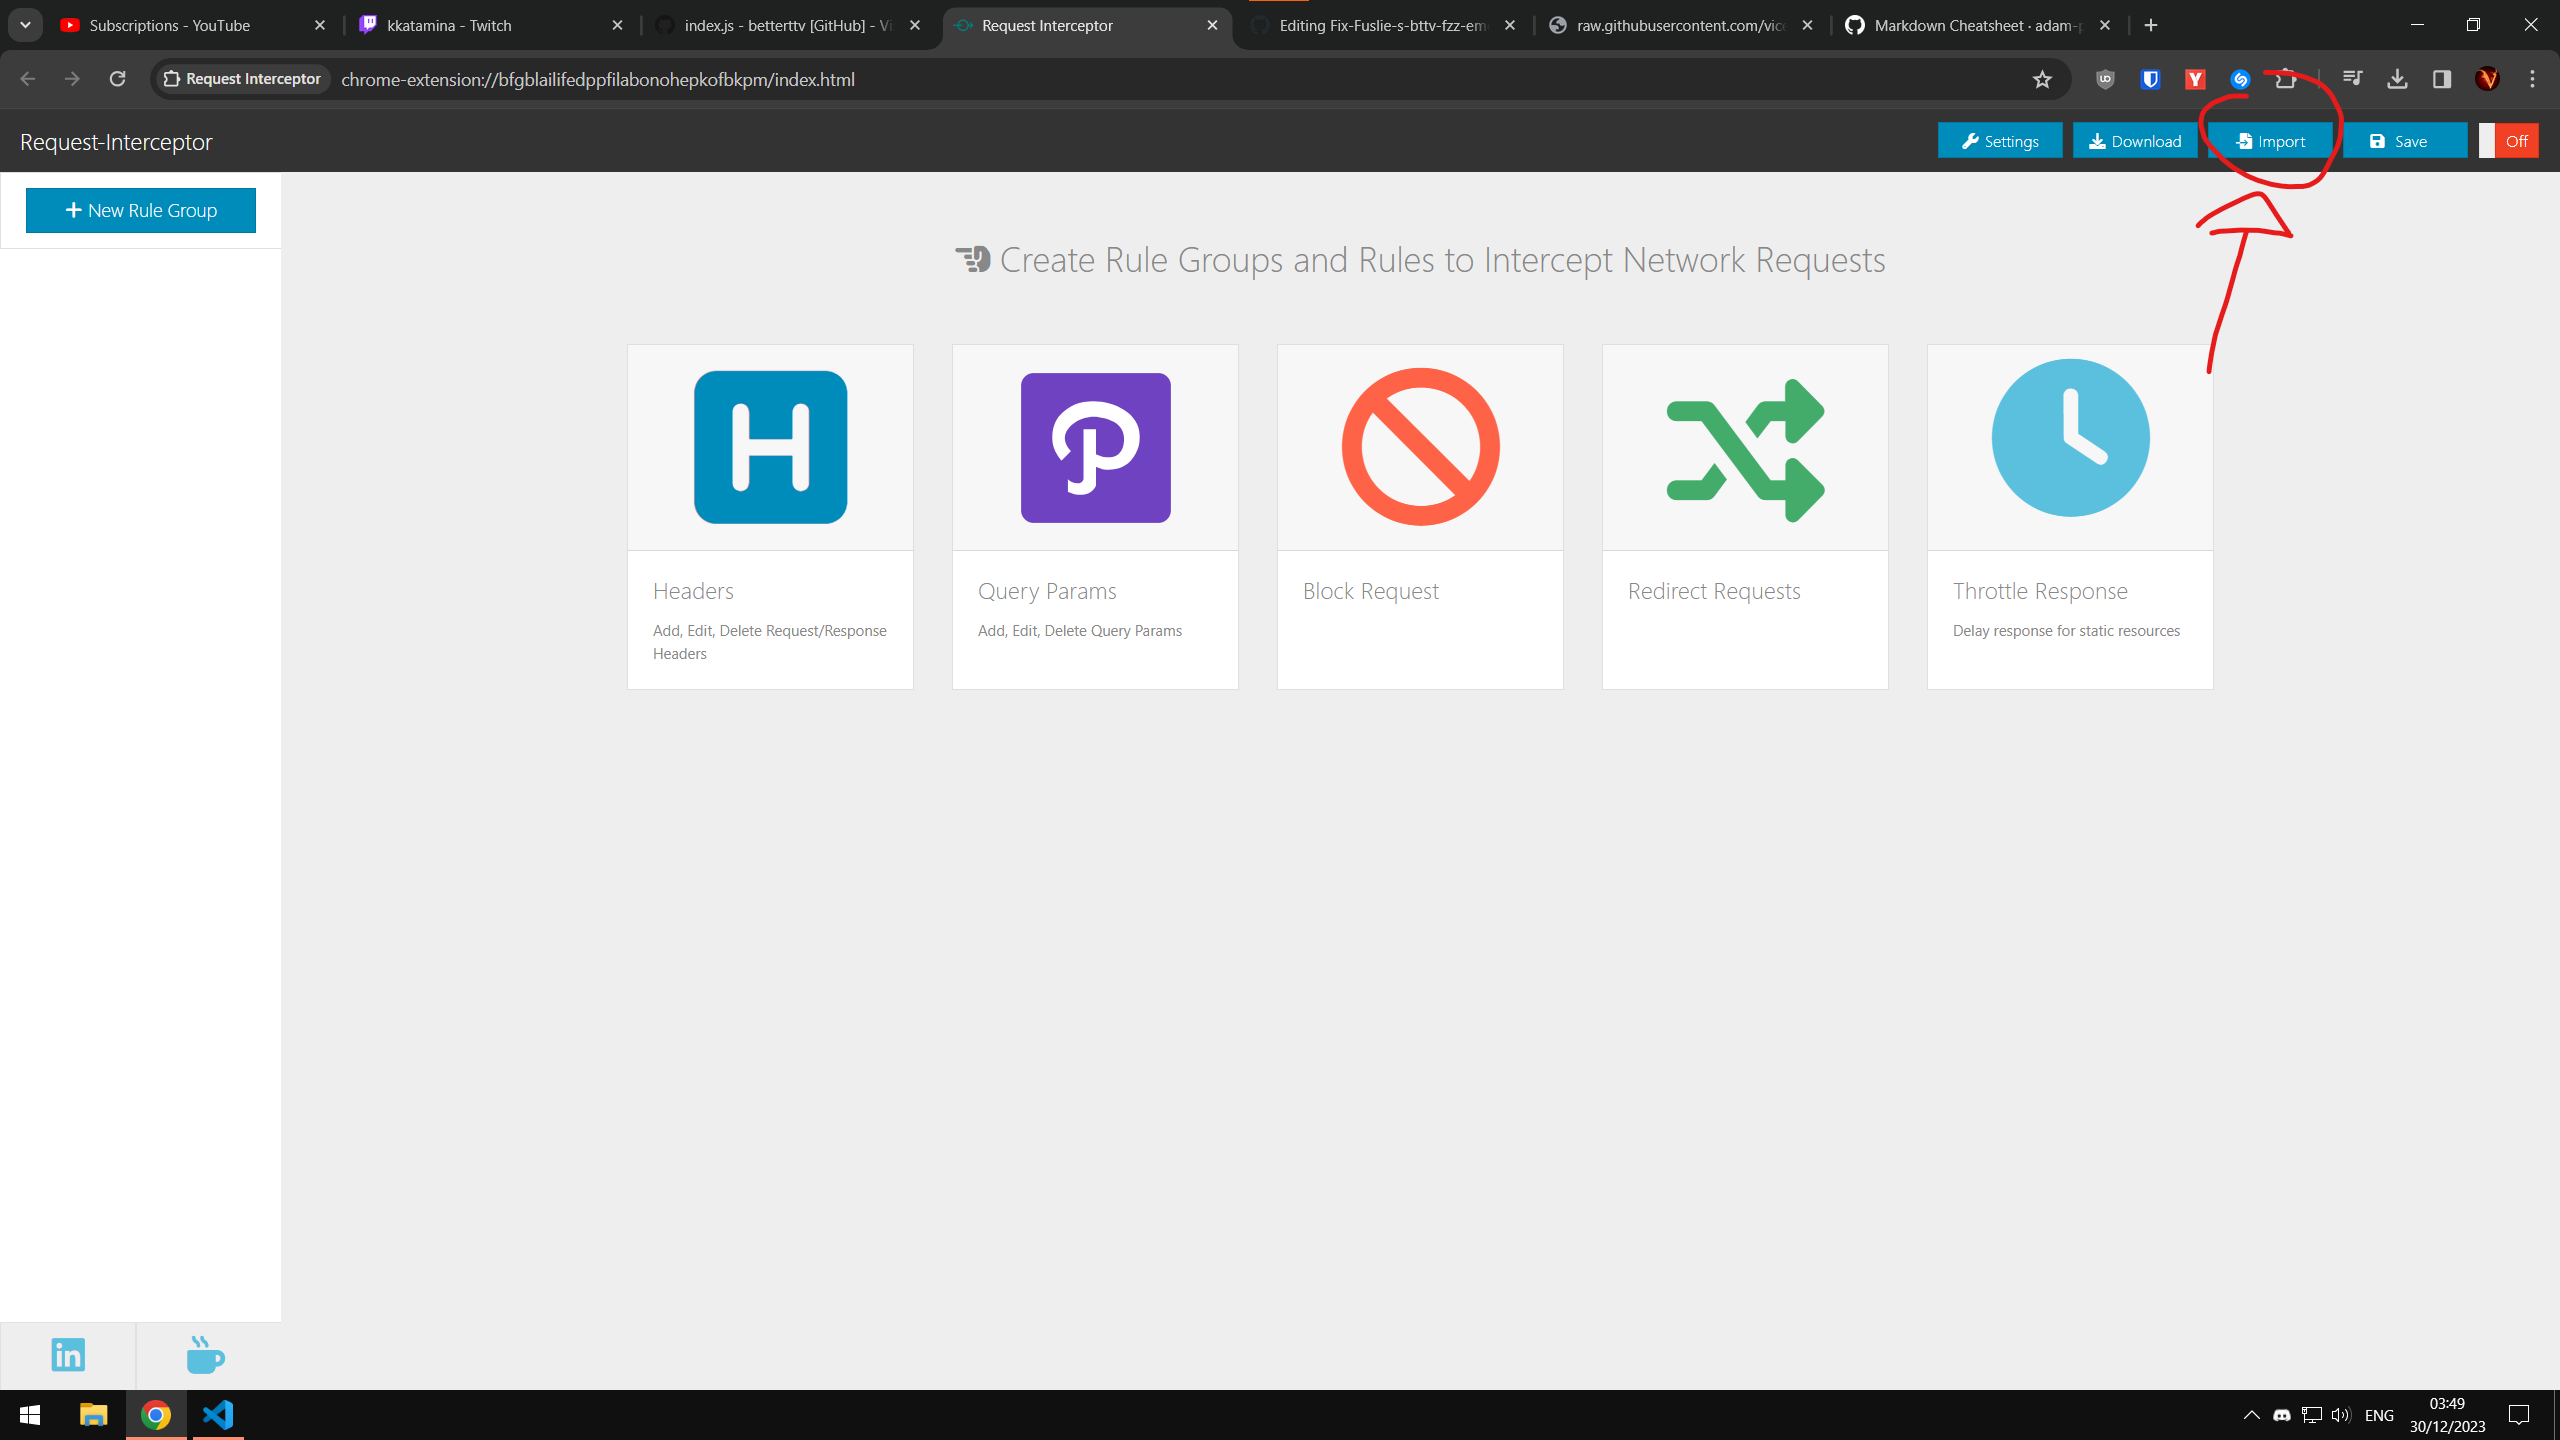 Subscriptions - YouTube
kkatamina - Twitch
index.js - betterttv [GitHub] - Vi
Request Interceptor
Editing Fix-Fuslie-s-bttv-fzz-em
raw.githubusercontent.com/vice
Markdown Cheatsheet · adam-p
Request Interceptor
chrome-extension://bfgblailifedppfilabonohepkofbkpm/index.html
Request-Interceptor
Settings
Download
Import
Save
Off
New Rule Group
Create Rule Groups and Rules to Intercept Network Requests
Headers
Add, Edit, Delete Request/Response
Headers
Query Params
Add, Edit, Delete Query Params
Block Request
Redirect Requests
Throttle Response
Delay response for static resources
ENG
03:49
30/12/2023